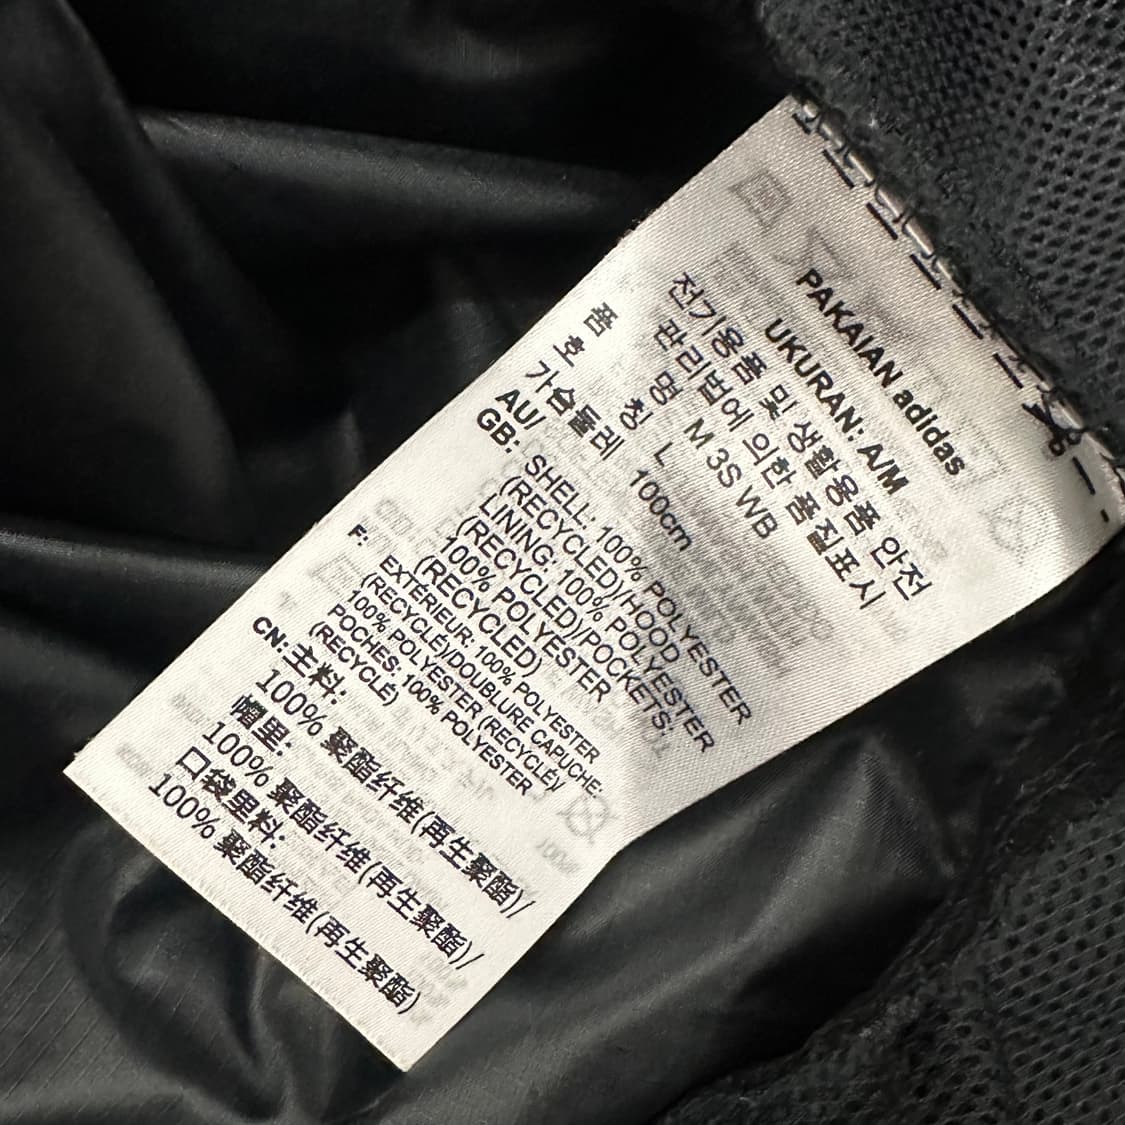 PAKAIAN adidas
UKURAN: A/M
전기용품 및 생활용품 안전
관리법에 의한 품질표시
품 명 M 3S WB
호 칭 L
가슴둘레 100cm
AU/
GB: SHELL: 100% POLYESTER
(RECYCLED)/HOOD
LINING: 100% POLYESTER
(RECYCLED)/POCKETS:
100% POLYESTER
(RECYCLED)
F: EXTÉRIEUR: 100% POLYESTER
(RECYCLÉ)/DOUBLURE CAPUCHE:
100% POLYESTER (RECYCLÉ)/
POCHES: 100% POLYESTER
(RECYCLÉ)
CN: 主料:
100% 聚酯纤维(再生聚酯)/
帽里:
100% 聚酯纤维(再生聚酯)/
口袋里料:
100% 聚酯纤维(再生聚酯)